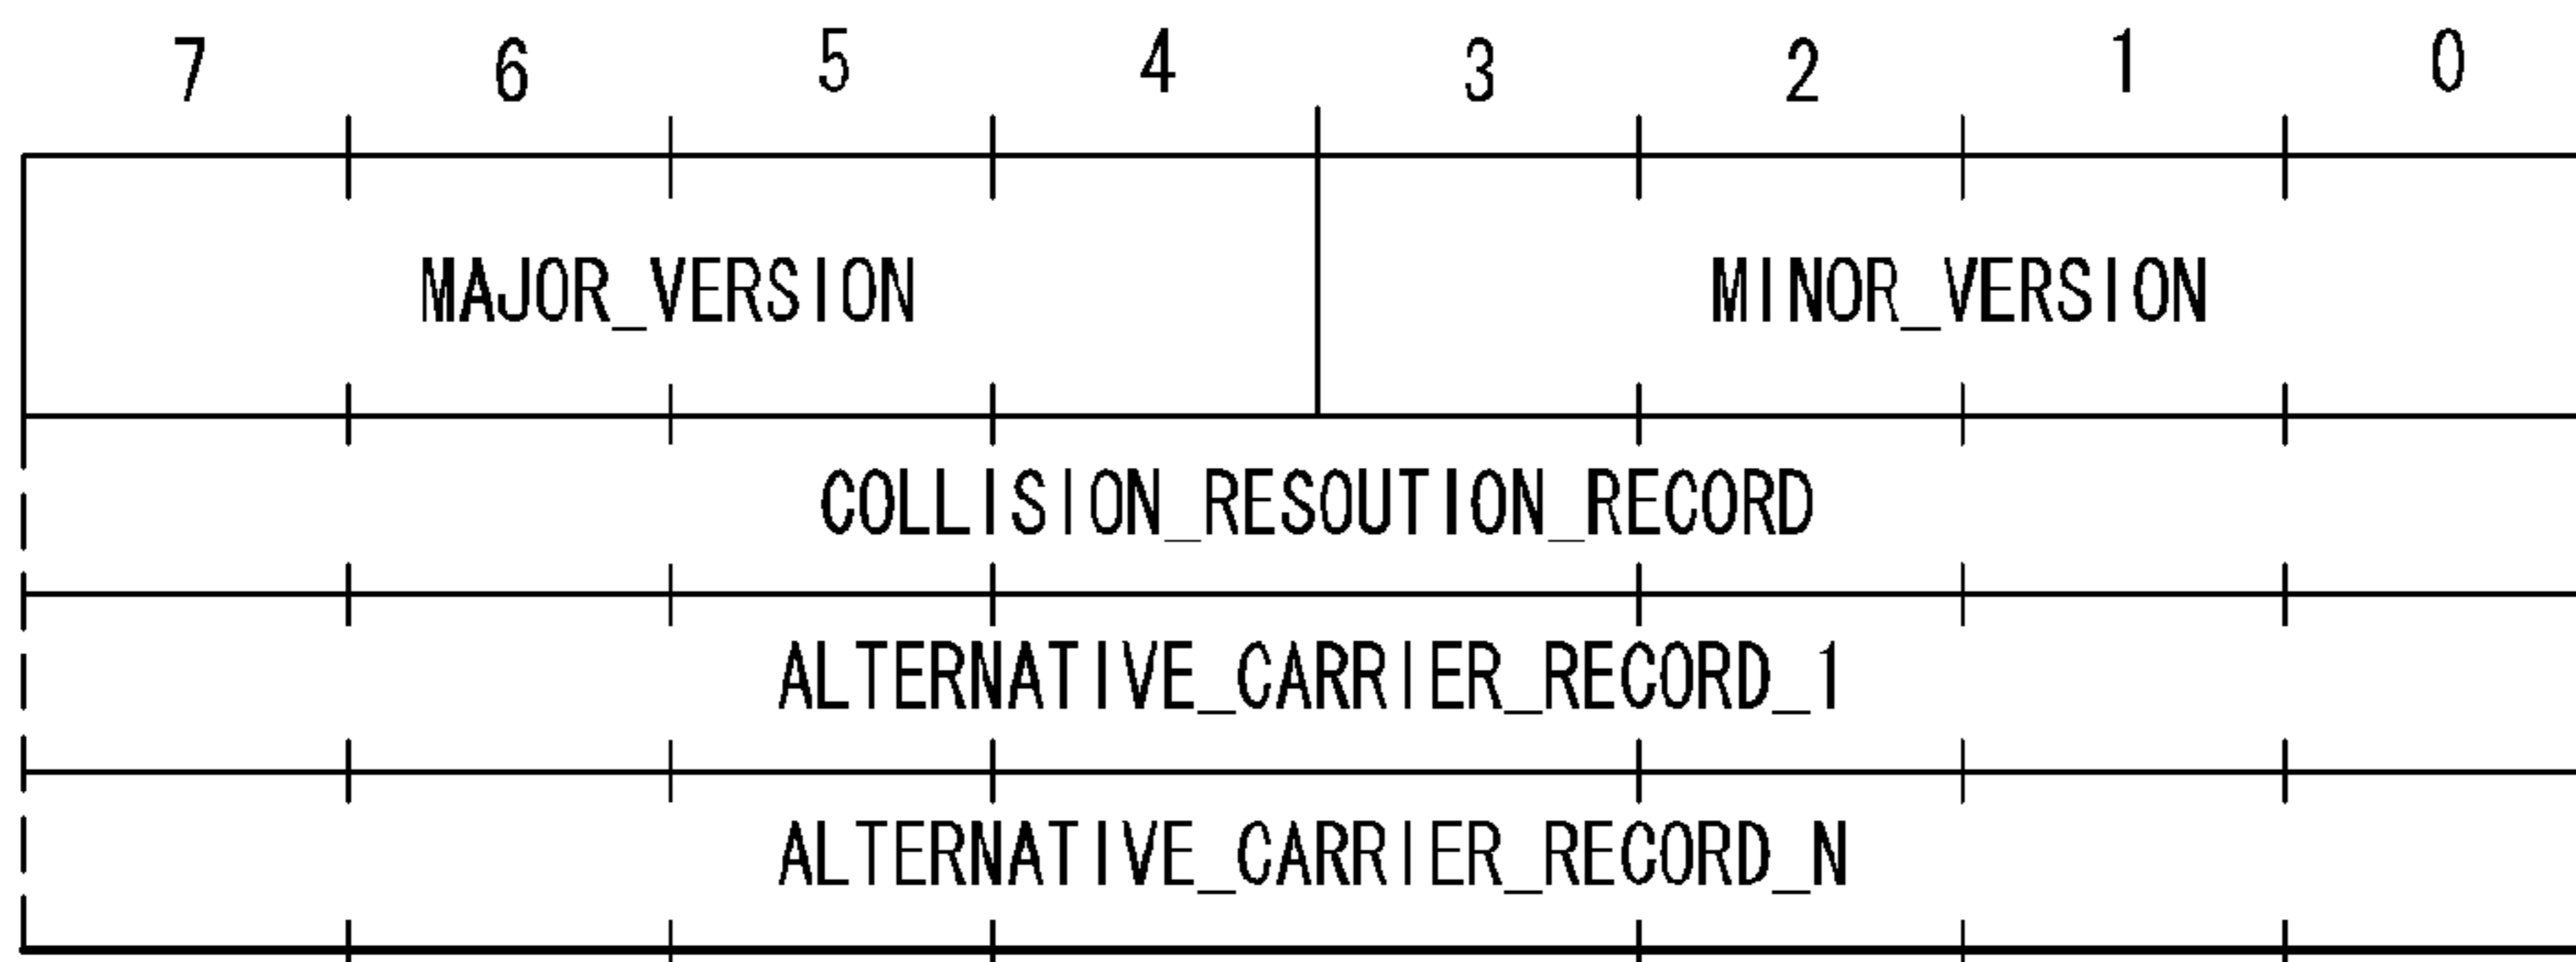 7 6 5 4 3 2 1 0
MAJOR_VERSION MINOR_VERSION
COLLISION_RESOUTION_RECORD
ALTERNATIVE_CARRIER_RECORD_1
ALTERNATIVE_CARRIER_RECORD_N